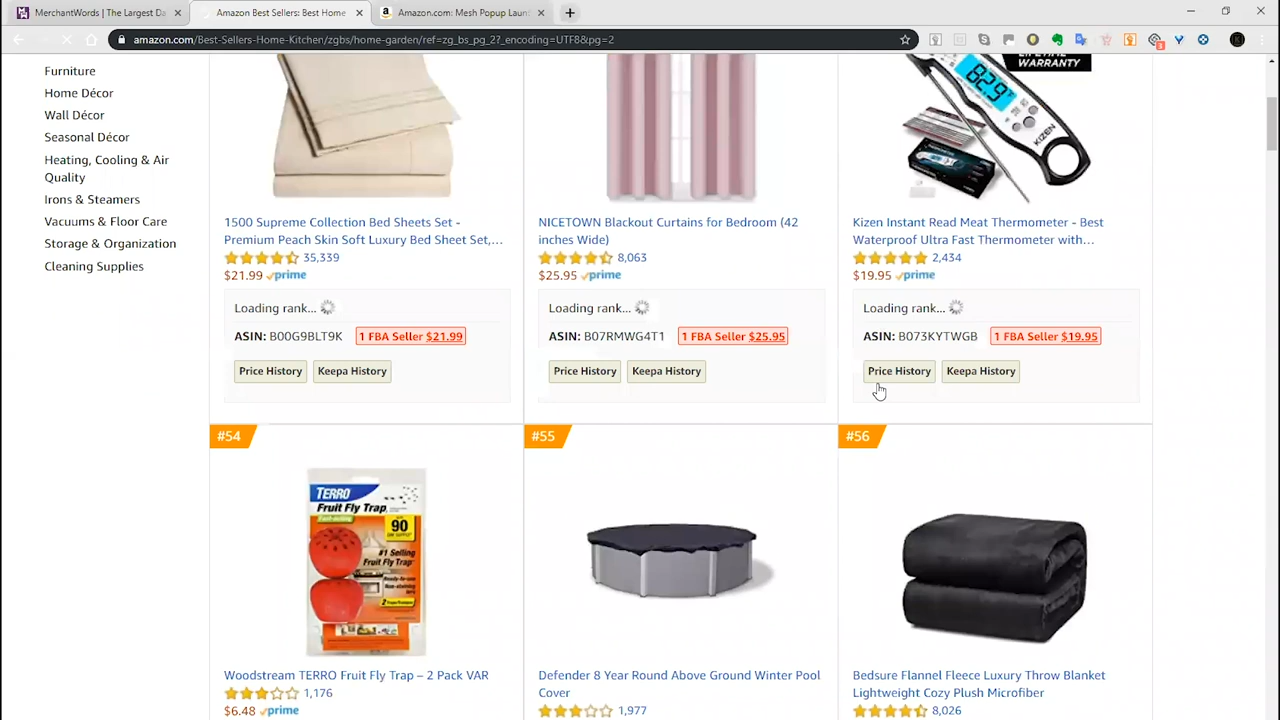 MerchantWords | The Largest Da
Amazon Best Sellers: Best Home
Amazon.com: Mesh Popup Laun
amazon.com/Best-Sellers-Home-Kitchen/zgbs/home-garden/ref=zg_bs_pg_2?_encoding=UTF8&pg=2
Furniture
Home Décor
Wall Décor
Seasonal Décor
Heating, Cooling & Air
Quality
Irons & Steamers
Vacuums & Floor Care
Storage & Organization
Cleaning Supplies
LIFETIME
WARRANTY
82.9
KIZEN
1500 Supreme Collection Bed Sheets Set -
Premium Peach Skin Soft Luxury Bed Sheet Set,...
35,339
$21.99 prime
Loading rank...
ASIN: B00G9BLT9K 1 FBA Seller $21.99
Price History Keepa History
NICETOWN Blackout Curtains for Bedroom (42
inches Wide)
8,063
$25.95 prime
Loading rank...
ASIN: B07RMWG4T1 1 FBA Seller $25.95
Price History Keepa History
Kizen Instant Read Meat Thermometer - Best
Waterproof Ultra Fast Thermometer with...
2,434
$19.95 prime
Loading rank...
ASIN: B073KYTWGB 1 FBA Seller $19.95
Price History Keepa History
#54
TERRO
Fruit Fly Trap
Fast-acting
90
#1 Selling
Fruit Fly Trap
Woodstream TERRO Fruit Fly Trap – 2 Pack VAR
1,176
$6.48 prime
#55
Defender 8 Year Round Above Ground Winter Pool
Cover
1,977
#56
Bedsure Flannel Fleece Luxury Throw Blanket
Lightweight Cozy Plush Microfiber
8,026